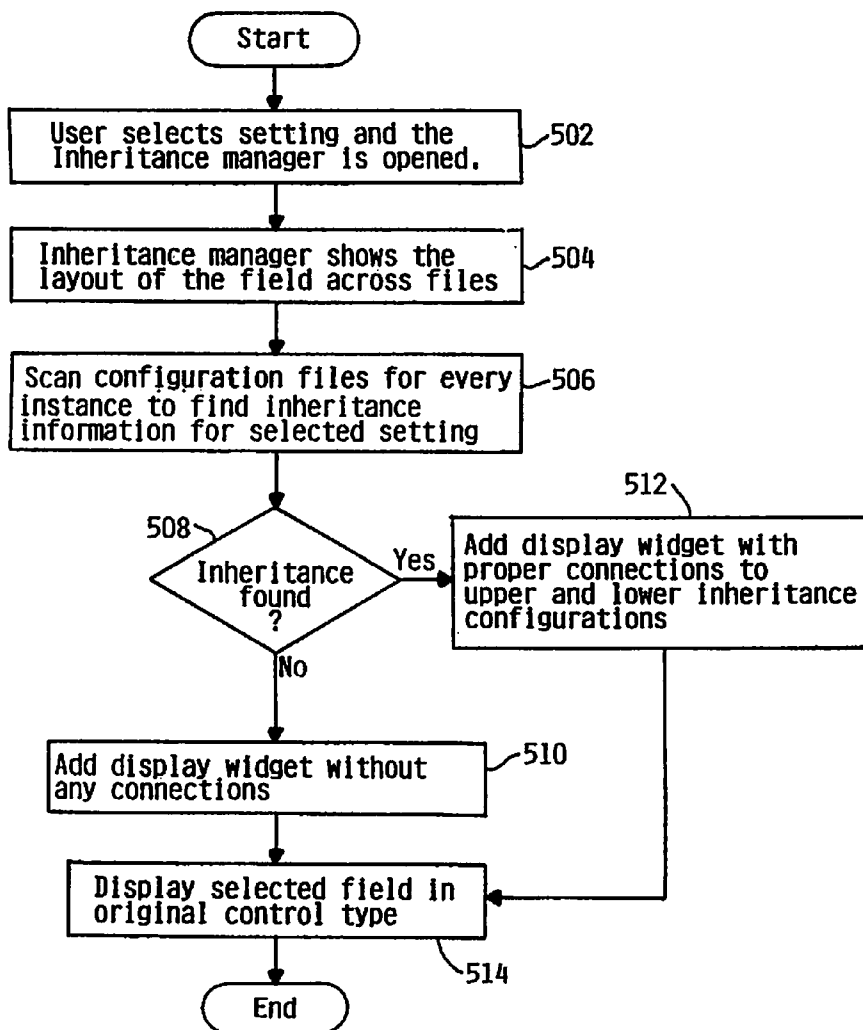 Start
User selects setting and the
Inheritance manager is opened.
502
Inheritance manager shows the
layout of the field across files
504
Scan configuration files for every
instance to find inheritance
information for selected setting
506
508
Inheritance
found
?
Yes
No
512
Add display widget with
proper connections to
upper and lower inheritance
configurations
Add display widget without
any connections
510
Display selected field in
original control type
514
End